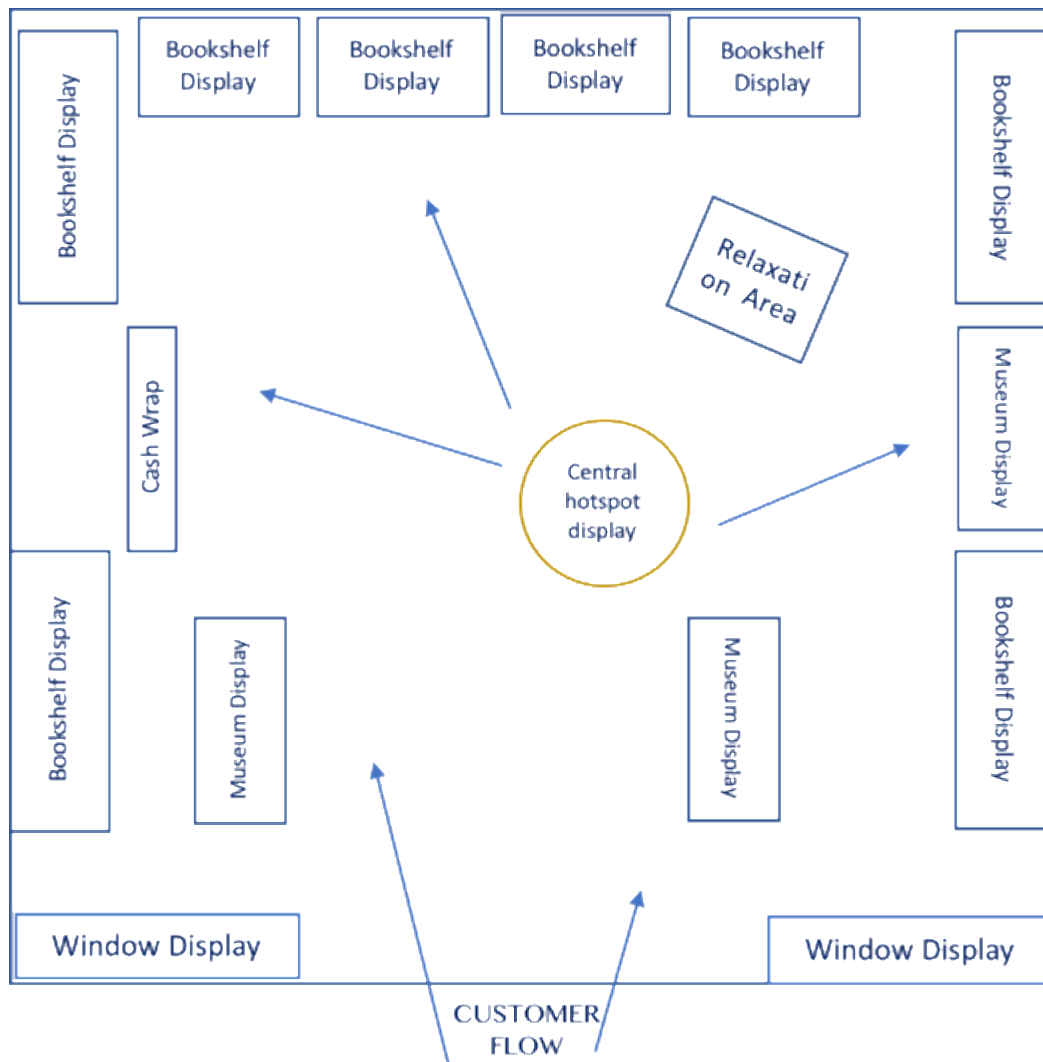 Bookshelf
Display
Bookshelf
Display
Bookshelf
Display
Bookshelf
Display
Bookshelf Display
Bookshelf Display
Relaxati
on Area
Cash Wrap
Central
hotspot
display
Museum Display
Bookshelf Display
Museum Display
Museum Display
Bookshelf Display
Window Display
Window Display
CUSTOMER
FLOW